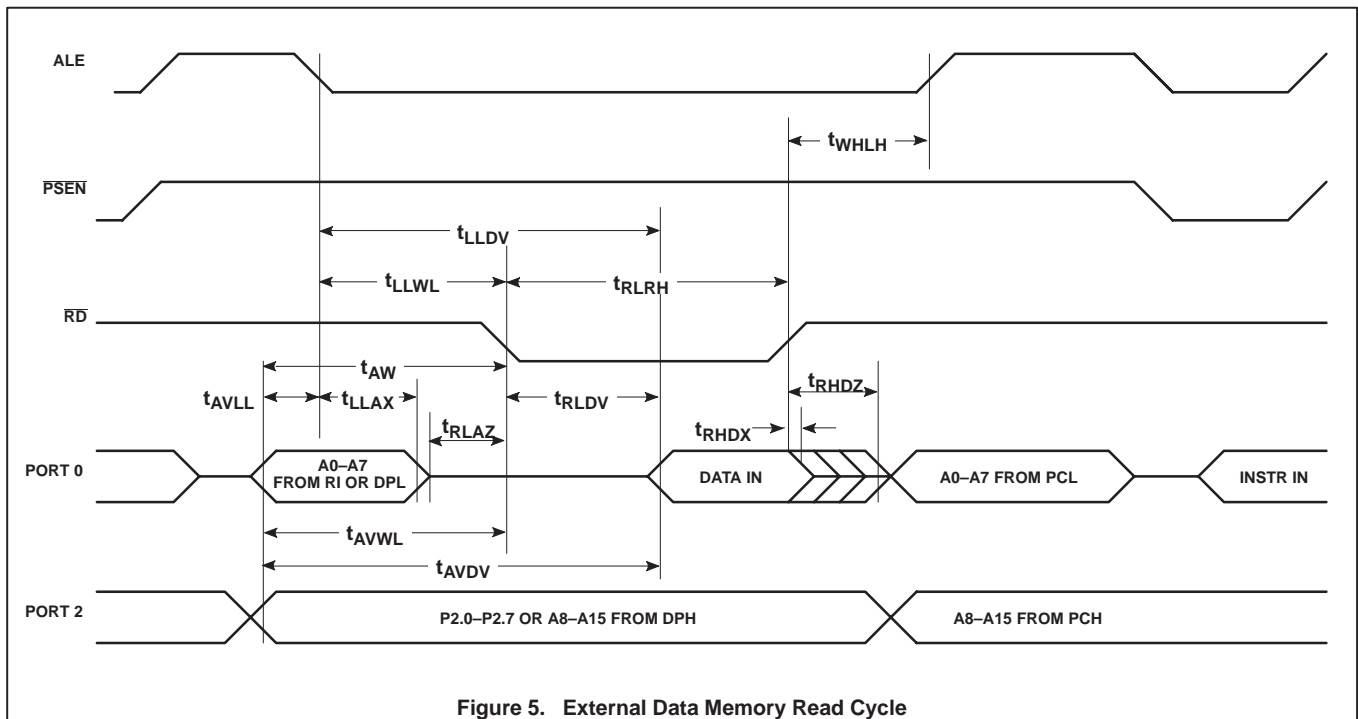 ALE
tWHLH
PSEN
tLLDV
tLLWL
tRLRH
RD
tAW
tAVLL
tLLAX
tRLDV
tRHDZ
tRLAZ
tRHDX
PORT 0
A0–A7
FROM RI OR DPL
DATA IN
A0–A7 FROM PCL
INSTR IN
tAVWL
tAVDV
PORT 2
P2.0–P2.7 OR A8–A15 FROM DPH
A8–A15 FROM PCH
Figure 5. External Data Memory Read Cycle